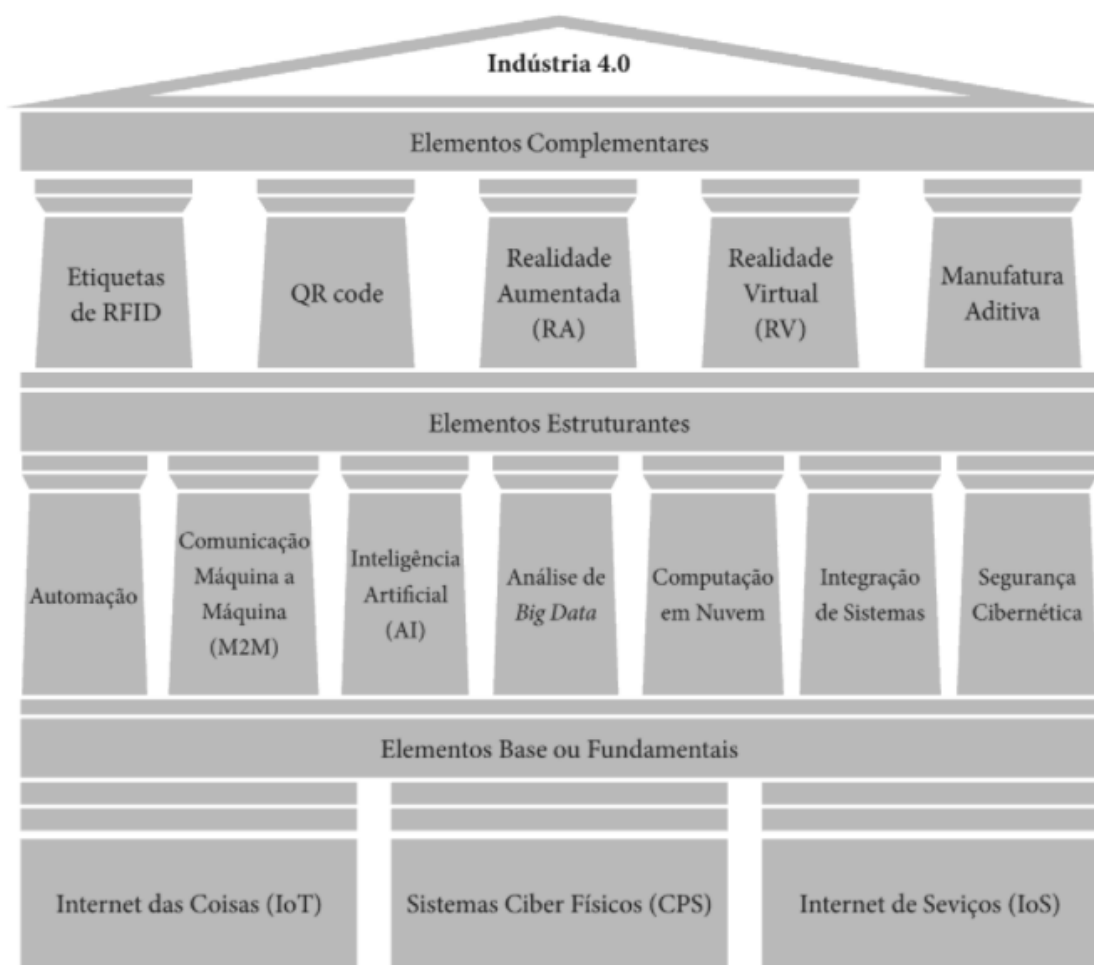 Indústria 4.0
Elementos Complementares
Etiquetas
de RFID
QR code
Realidade
Aumentada
(RA)
Realidade
Virtual
(RV)
Manufatura
Aditiva
Elementos Estruturantes
Automação
Comunicação
Máquina a
Máquina
(M2M)
Inteligência
Artificial
(AI)
Análise de
Big Data
Computação
em Nuvem
Integração
de Sistemas
Segurança
Cibernética
Elementos Base ou Fundamentais
Internet das Coisas (IoT)
Sistemas Ciber Físicos (CPS)
Internet de Seviços (IoS)